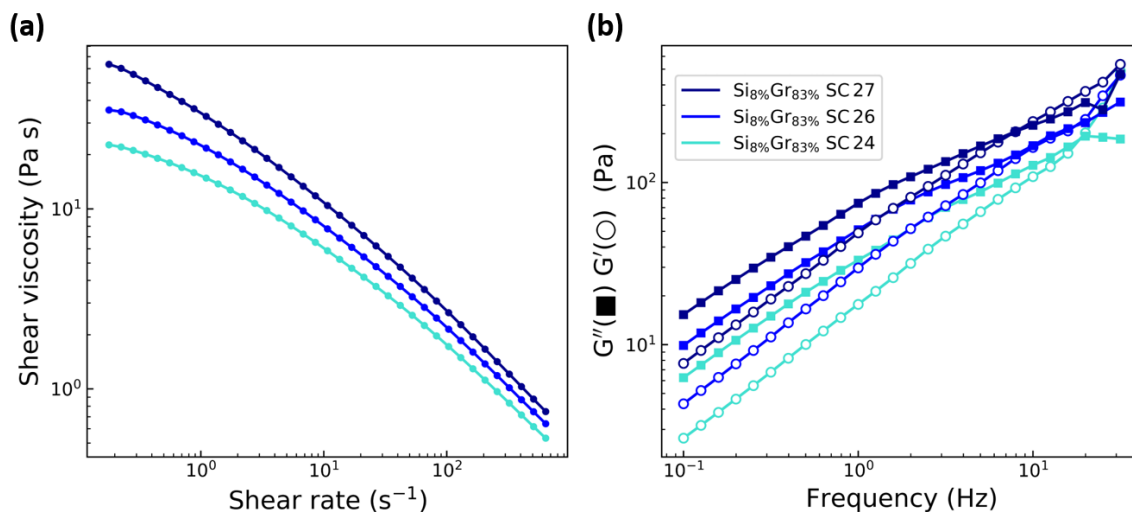 (a)
(b)
Shear viscosity (Pa s)
10¹
10⁰
10⁰
10¹
10²
Shear rate (s⁻¹)
G″(■) G′(○) (Pa)
10²
10¹
Si₈%Gr₈₃% SC 27
Si₈%Gr₈₃% SC 26
Si₈%Gr₈₃% SC 24
10⁻¹
10⁰
10¹
Frequency (Hz)